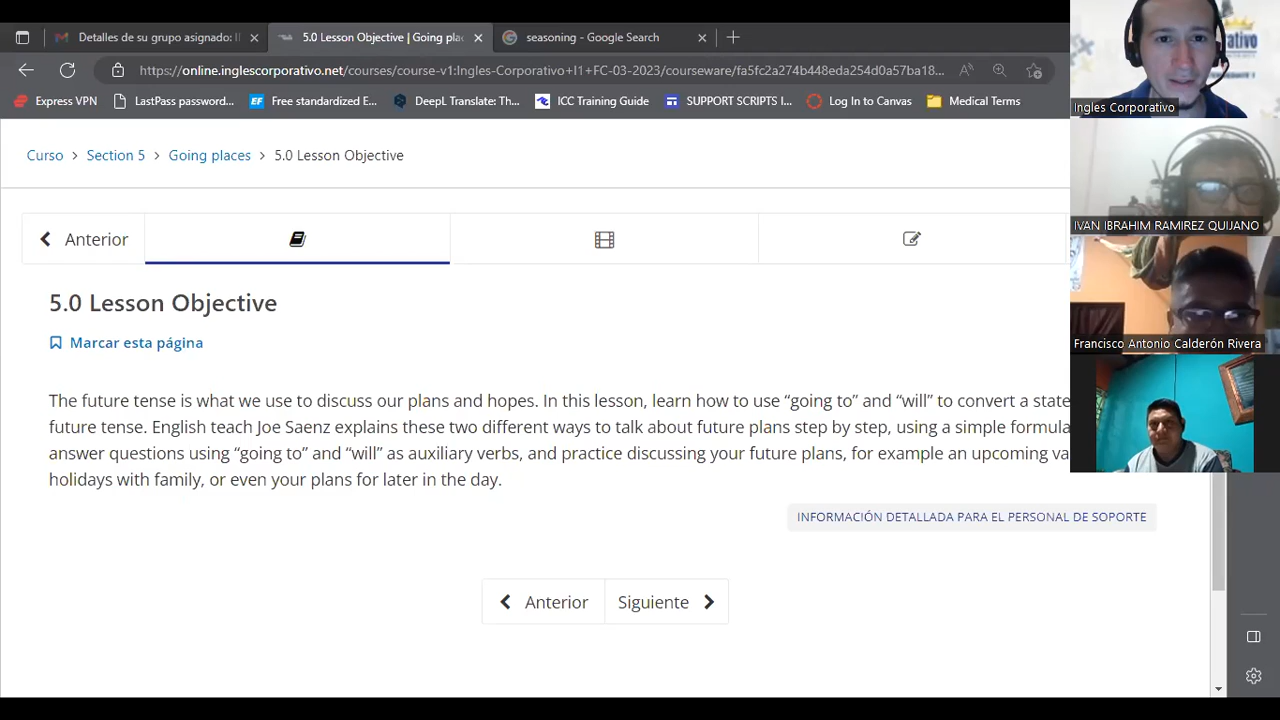 Detalles de su grupo asignado: II
5.0 Lesson Objective | Going plac
seasoning - Google Search
https://online.inglescorporativo.net/courses/course-v1:Ingles-Corporativo+I1+FC-03-2023/courseware/fa5fc2a274b448eda254d0a57ba18...
Express VPN
LastPass password...
Free standardized E...
DeepL Translate: Th...
ICC Training Guide
SUPPORT SCRIPTS I...
Log In to Canvas
Medical Terms
Ingles Corporativo
IVAN IBRAHIM RAMIREZ QUIJANO
Francisco Antonio Calderón Rivera
Curso > Section 5 > Going places > 5.0 Lesson Objective
Anterior
5.0 Lesson Objective
Marcar esta página
The future tense is what we use to discuss our plans and hopes. In this lesson, learn how to use “going to” and “will” to convert a state
future tense. English teach Joe Saenz explains these two different ways to talk about future plans step by step, using a simple formula
answer questions using “going to” and “will” as auxiliary verbs, and practice discussing your future plans, for example an upcoming va
holidays with family, or even your plans for later in the day.
INFORMACIÓN DETALLADA PARA EL PERSONAL DE SOPORTE
Anterior
Siguiente